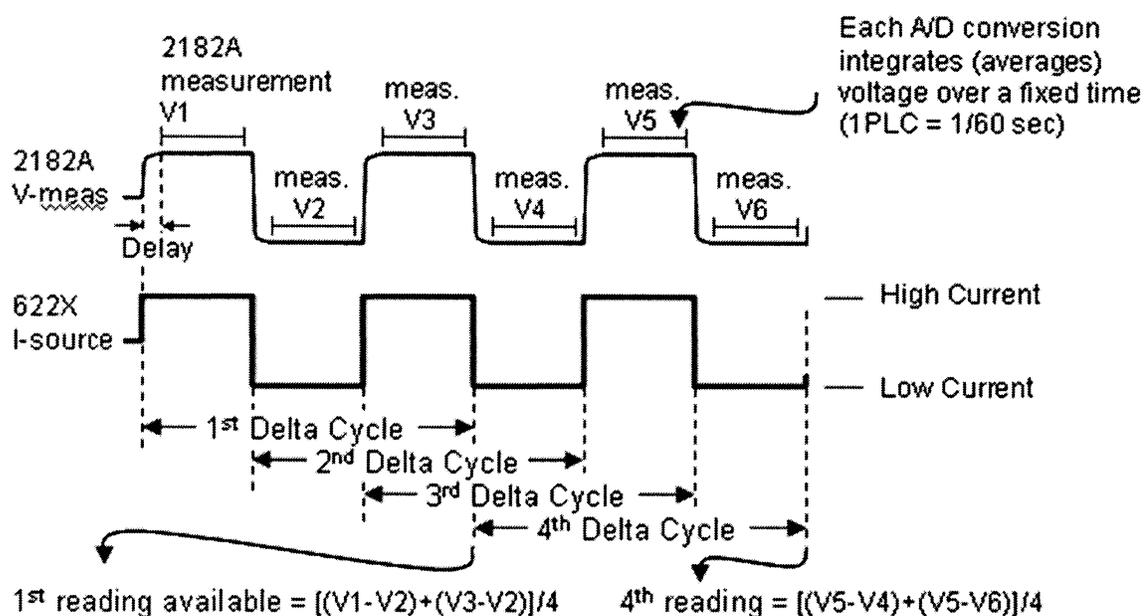 2182A
measurement
V1
meas.
V3
meas.
V5
Each A/D conversion
integrates (averages)
voltage over a fixed time
(1PLC = 1/60 sec)
2182A
V-meas
meas.
V2
meas.
V4
meas.
V6
Delay
622X
I-source
High Current
Low Current
1st Delta Cycle
2nd Delta Cycle
3rd Delta Cycle
4th Delta Cycle
1st reading available = [(V1-V2)+(V3-V2)]/4
4th reading = [(V5-V4)+(V5-V6)]/4